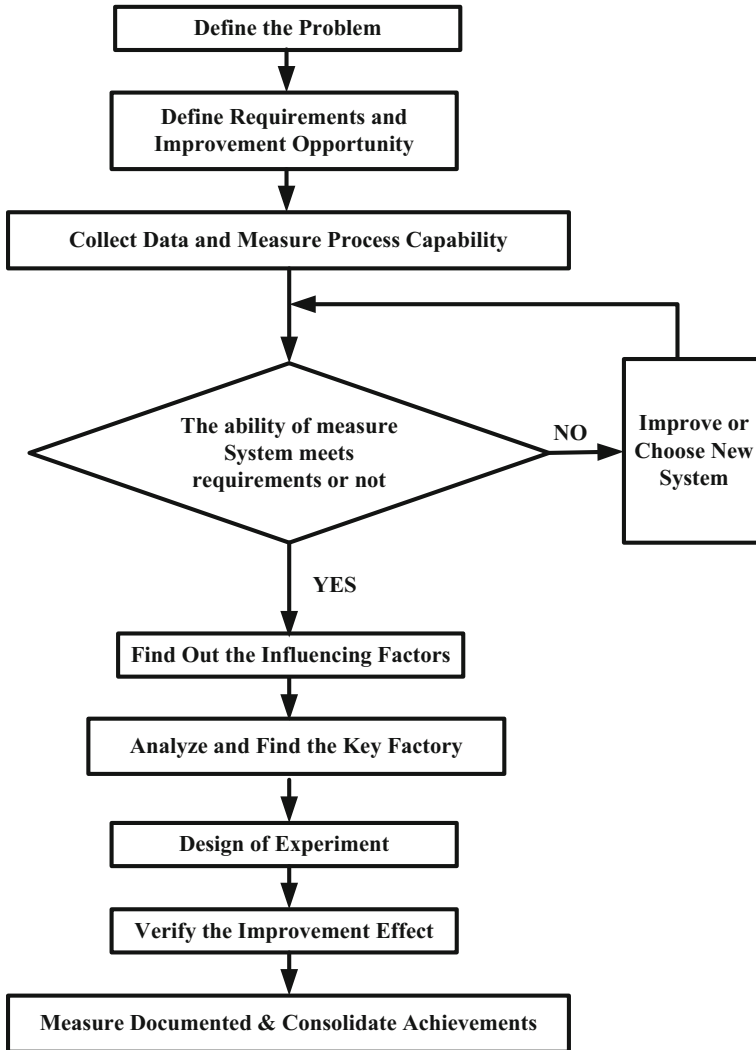 Define the Problem
Define Requirements and
Improvement Opportunity
Collect Data and Measure Process Capability
The ability of measure
System meets
requirements or not
NO
Improve or
Choose New
System
YES
Find Out the Influencing Factors
Analyze and Find the Key Factory
Design of Experiment
Verify the Improvement Effect
Measure Documented & Consolidate Achievements